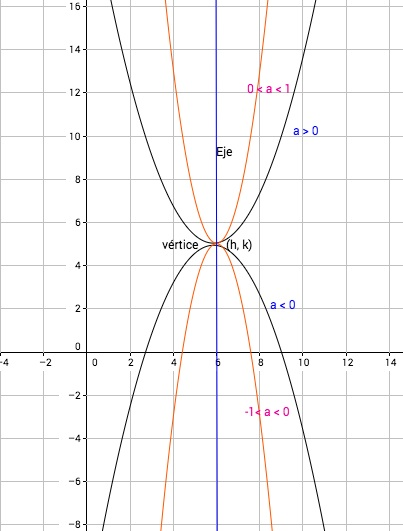 16
14
12
0 < a < 1
10
a > 0
Eje
8
6
vértice
(h, k)
4
2
a < 0
0
-4 -2 0 2 4 6 8 10 12 14
-2
-1< a < 0
-4
-6
-8